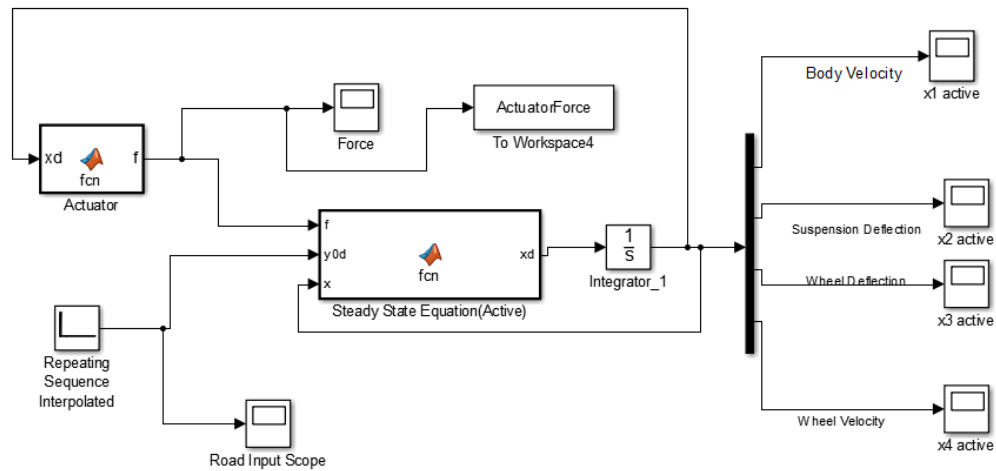 Body Velocity
x1 active
ActuatorForce
Force
To Workspace4
xd
f
fcn
Actuator
Suspension Deflection
x2 active
f
y0d
x
fcn
xd
Steady State Equation(Active)
1
s
Integrator_1
Wheel Deflection
x3 active
Repeating
Sequence
Interpolated
Wheel Velocity
x4 active
Road Input Scope